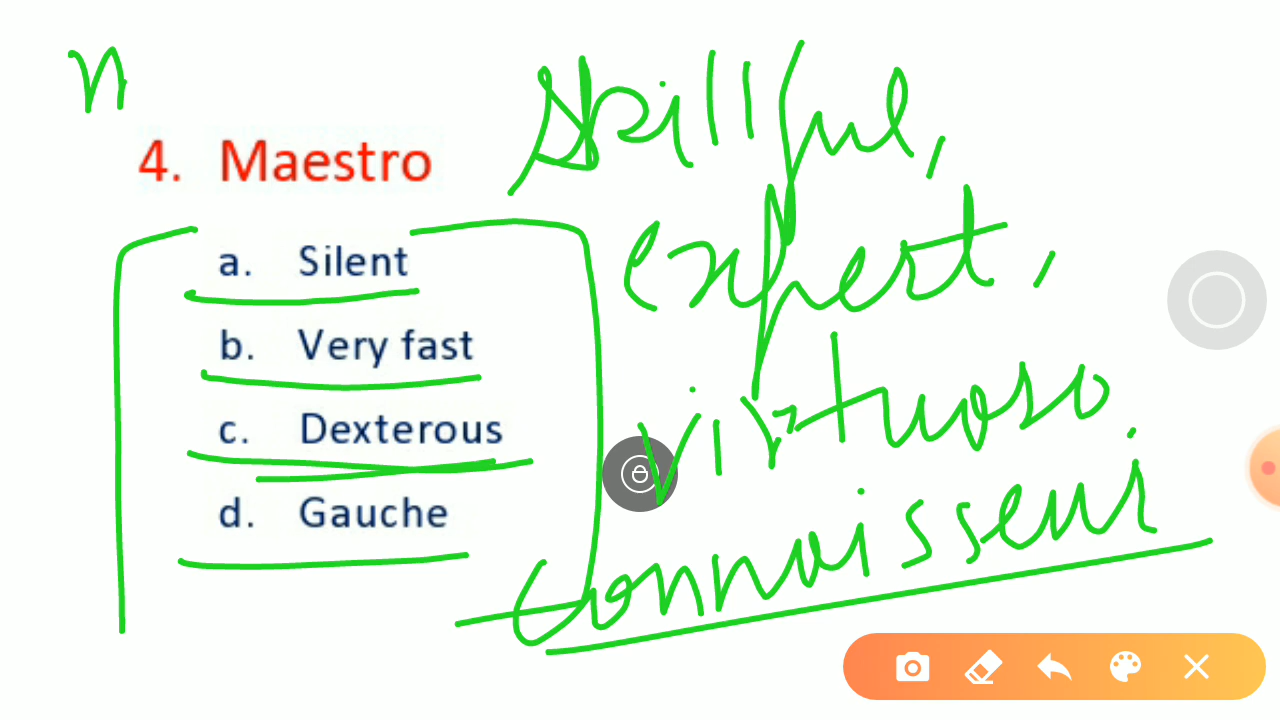 n
skillful,
4. Maestro
a. Silent
expert,
b. Very fast
virtuoso
c. Dexterous
d. Gauche
connoisseur